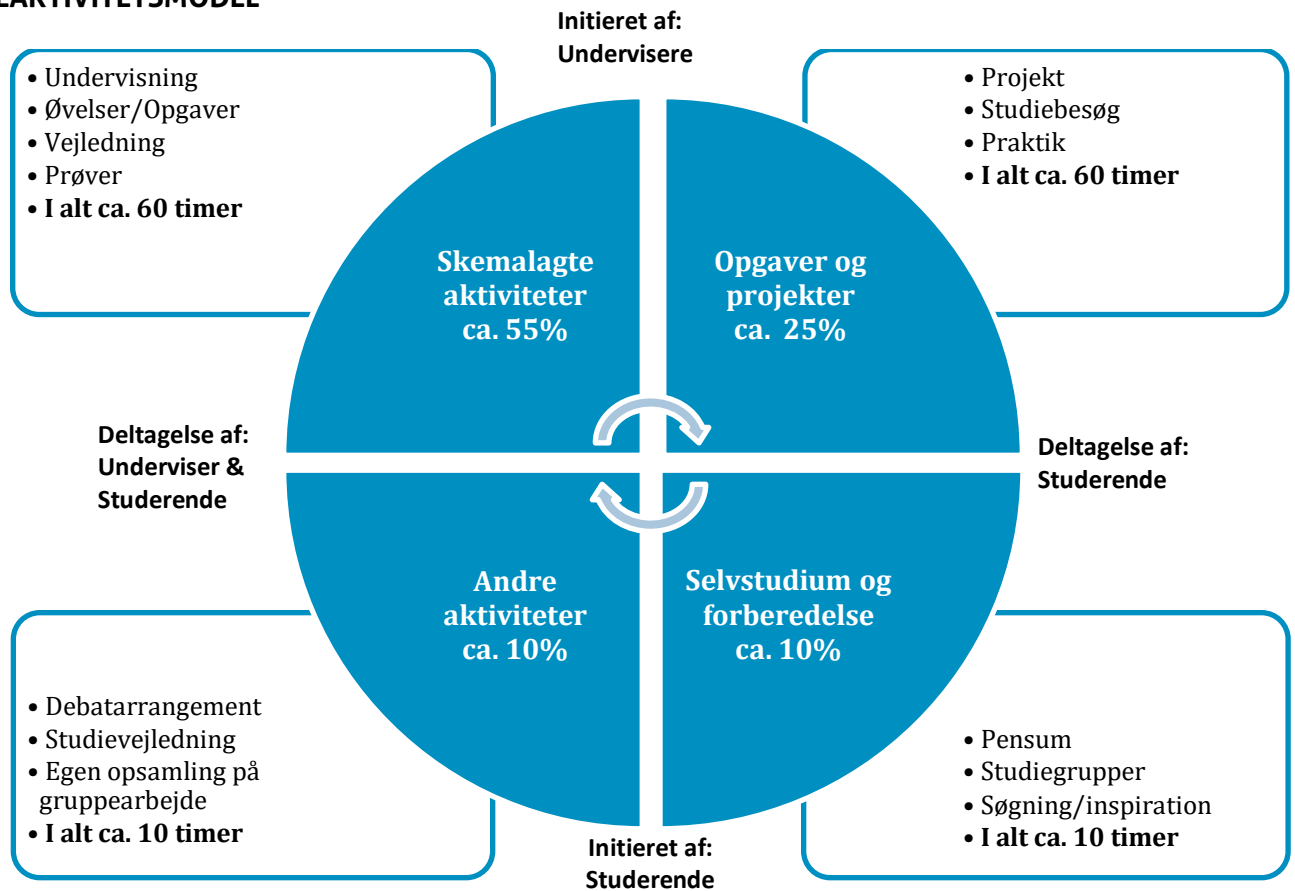 Initieret af:
Undervisere
• Undervisning
• Øvelser/Opgaver
• Vejledning
• Prøver
• I alt ca. 60 timer
• Projekt
• Studiebesøg
• Praktik
• I alt ca. 60 timer
Skemalagte
aktiviteter
ca. 55%
Opgaver og
projekter
ca. 25%
Deltagelse af:
Underviser &
Studerende
Deltagelse af:
Studerende
Andre
aktiviteter
ca. 10%
Selvstudium og
forberedelse
ca. 10%
• Debatarrangement
• Studievejledning
• Egen opsamling på
gruppearbejde
• I alt ca. 10 timer
• Pensum
• Studiegrupper
• Søgning/inspiration
• I alt ca. 10 timer
Initieret af:
Studerende